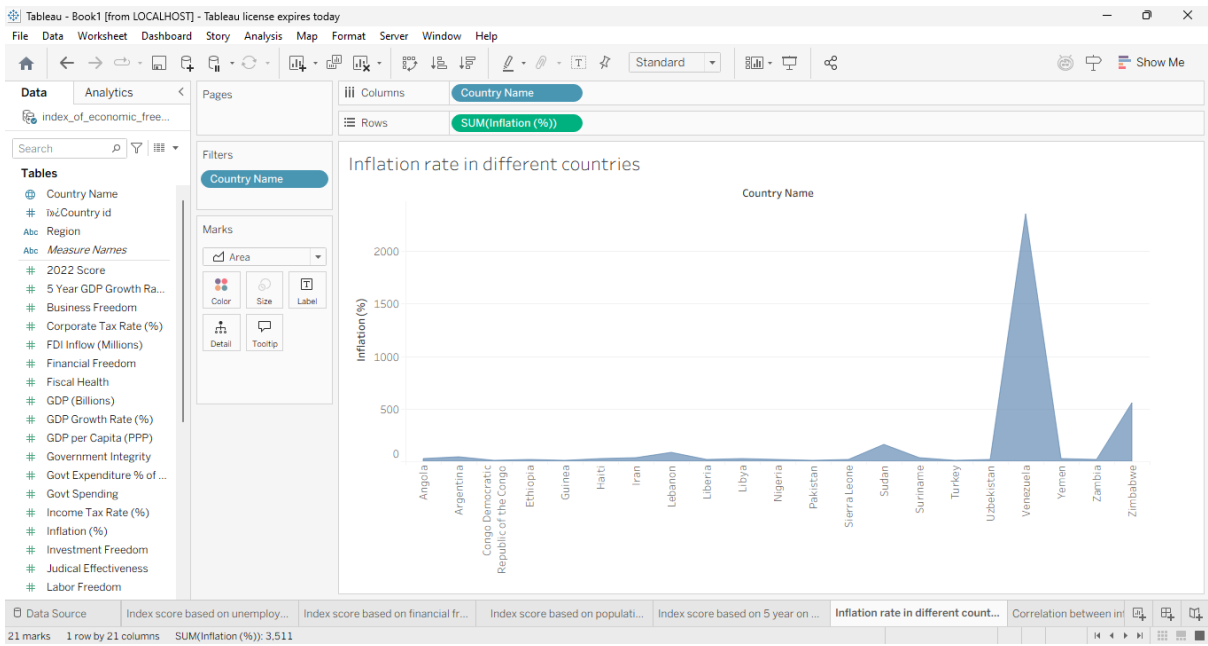 Tableau - Book1 [from LOCALHOST] - Tableau license expires today
File Data Worksheet Dashboard Story Analysis Map Format Server Window Help
Standard
Show Me
Data Analytics
index_of_economic_free...
Search
Tables
Country Name
ï»¿Country id
Abc Region
Abc Measure Names
2022 Score
5 Year GDP Growth Ra...
Business Freedom
Corporate Tax Rate (%)
FDI Inflow (Millions)
Financial Freedom
Fiscal Health
GDP (Billions)
GDP Growth Rate (%)
GDP per Capita (PPP)
Government Integrity
Govt Expenditure % of ...
Govt Spending
Income Tax Rate (%)
Inflation (%)
Investment Freedom
Judical Effectiveness
Labor Freedom
Pages
Filters
Country Name
Marks
Area
Color Size Label
Detail Tooltip
Columns Country Name
Rows SUM(Inflation (%))
Inflation rate in different countries
Country Name
Inflation (%)
2000
1500
1000
500
0
Angola
Argentina
Congo Democratic
Republic of the Congo
Ethiopia
Guinea
Haiti
Iran
Lebanon
Liberia
Libya
Nigeria
Pakistan
Sierra Leone
Sudan
Suriname
Turkey
Uzbekistan
Venezuela
Yemen
Zambia
Zimbabwe
Data Source Index score based on unemploy... Index score based on financial fr... Index score based on populati... Index score based on 5 year on ... Inflation rate in different count... Correlation between inf
21 marks 1 row by 21 columns SUM(Inflation (%)): 3,511